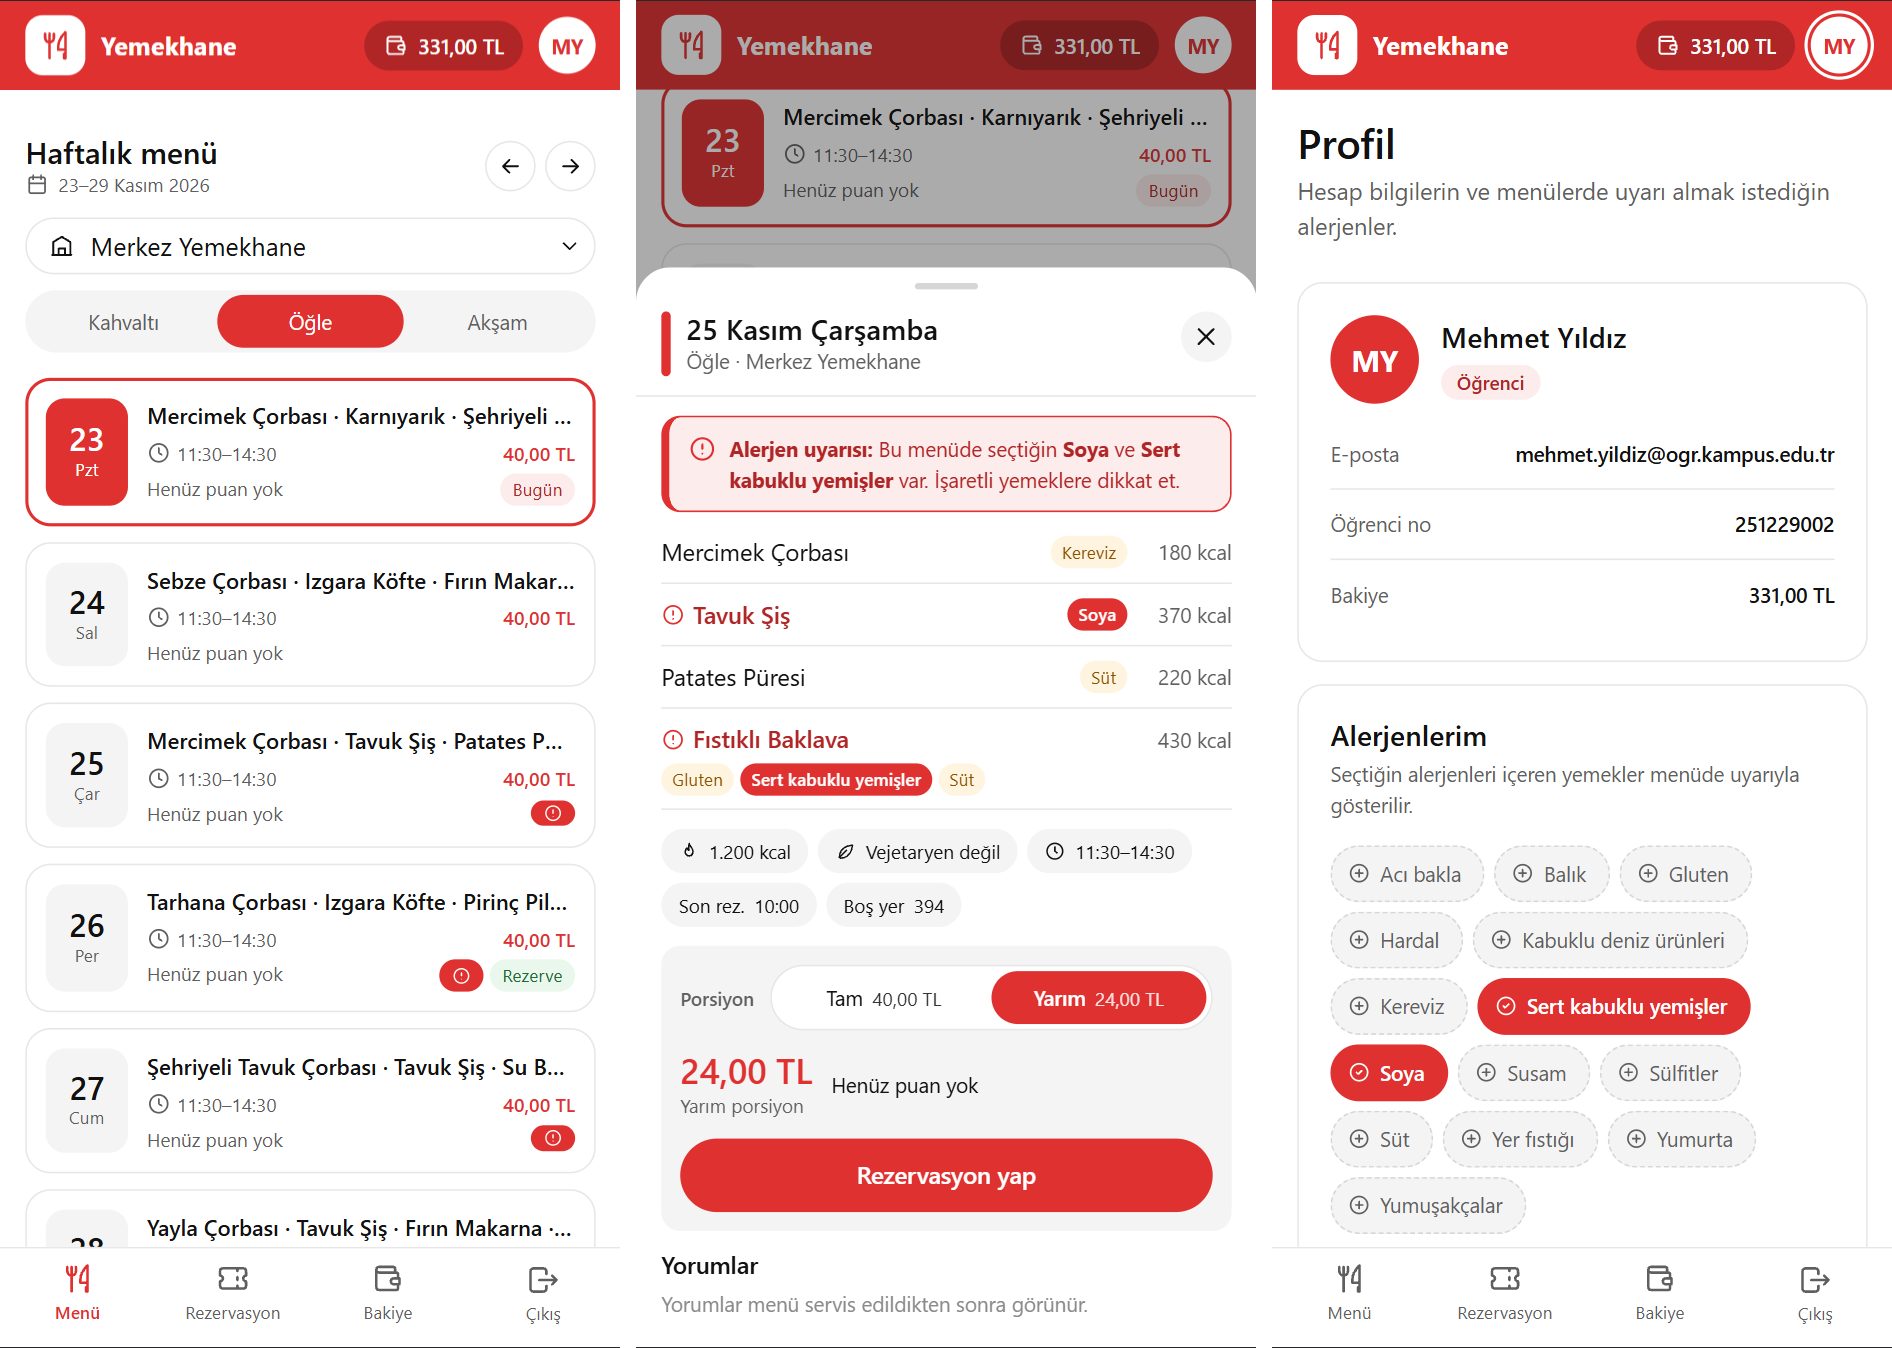 Yemekhane
331,00 TL
MY
Haftalık menü
23–29 Kasım 2026
Merkez Yemekhane
Kahvaltı
Öğle
Akşam
23
Pzt
Mercimek Çorbası · Karnıyarık · Şehriyeli ...
11:30–14:30
40,00 TL
Henüz puan yok
Bugün
24
Sal
Sebze Çorbası · Izgara Köfte · Fırın Makar...
11:30–14:30
40,00 TL
Henüz puan yok
25
Çar
Mercimek Çorbası · Tavuk Şiş · Patates P...
11:30–14:30
40,00 TL
Henüz puan yok
26
Per
Tarhana Çorbası · Izgara Köfte · Pirinç Pil...
11:30–14:30
40,00 TL
Henüz puan yok
Rezerve
27
Cum
Şehriyeli Tavuk Çorbası · Tavuk Şiş · Su B...
11:30–14:30
40,00 TL
Henüz puan yok
28
Yayla Çorbası · Tavuk Şiş · Fırın Makarna ·...
Menü
Rezervasyon
Bakiye
Çıkış
Yemekhane
331,00 TL
MY
23
Pzt
Mercimek Çorbası · Karnıyarık · Şehriyeli ...
11:30–14:30
40,00 TL
Henüz puan yok
Bugün
25 Kasım Çarşamba
Öğle · Merkez Yemekhane
Alerjen uyarısı: Bu menüde seçtiğin Soya ve Sert
kabuklu yemişler var. İşaretli yemeklere dikkat et.
Mercimek Çorbası
Kereviz
180 kcal
Tavuk Şiş
Soya
370 kcal
Patates Püresi
Süt
220 kcal
Fıstıklı Baklava
430 kcal
Gluten
Sert kabuklu yemişler
Süt
1.200 kcal
Vejetaryen değil
11:30–14:30
Son rez. 10:00
Boş yer 394
Porsiyon
Tam 40,00 TL
Yarım 24,00 TL
24,00 TL
Yarım porsiyon
Henüz puan yok
Rezervasyon yap
Yorumlar
Yorumlar menü servis edildikten sonra görünür.
Yemekhane
331,00 TL
MY
Profil
Hesap bilgilerin ve menülerde uyarı almak istediğin
alerjenler.
MY
Mehmet Yıldız
Öğrenci
E-posta
mehmet.yildiz@ogr.kampus.edu.tr
Öğrenci no
251229002
Bakiye
331,00 TL
Alerjenlerim
Seçtiğin alerjenleri içeren yemekler menüde uyarıyla
gösterilir.
Acı bakla
Balık
Gluten
Hardal
Kabuklu deniz ürünleri
Kereviz
Sert kabuklu yemişler
Soya
Susam
Sülfitler
Süt
Yer fıstığı
Yumurta
Yumuşakçalar
Menü
Rezervasyon
Bakiye
Çıkış